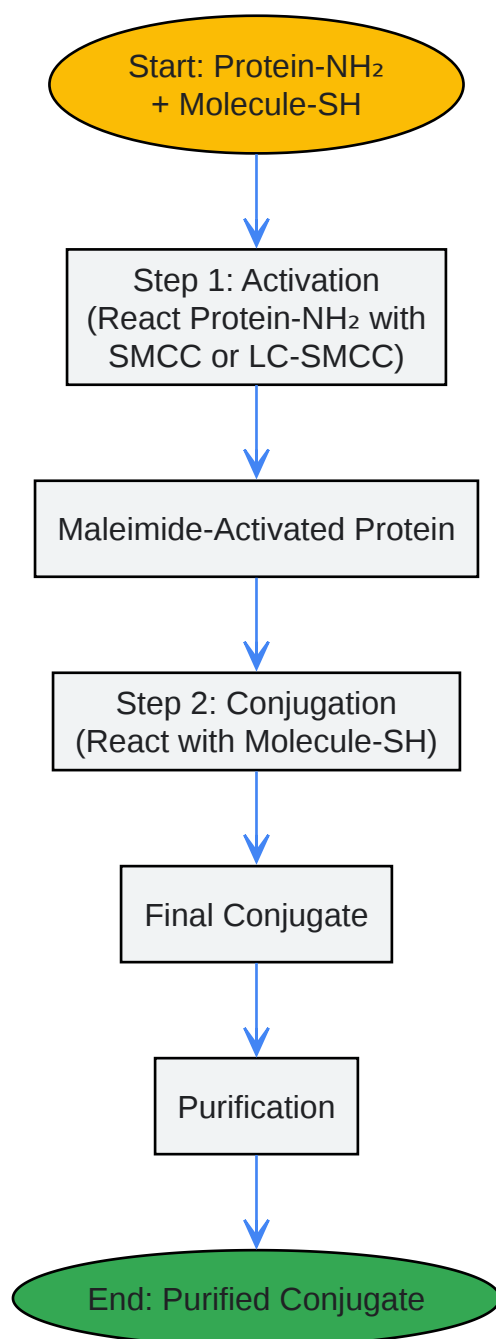 Start: Protein-NH₂
+ Molecule-SH
Step 1: Activation
(React Protein-NH₂ with
SMCC or LC-SMCC)
Maleimide-Activated Protein
Step 2: Conjugation
(React with Molecule-SH)
Final Conjugate
Purification
End: Purified Conjugate